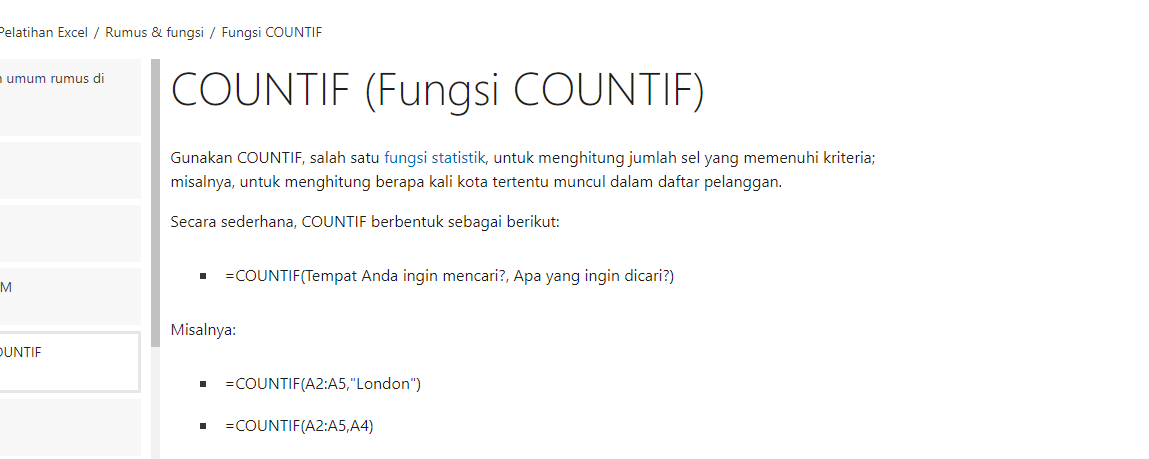 Pelatihan Excel / Rumus & fungsi / Fungsi COUNTIF
umum rumus di
M
OUNTIF
COUNTIF (Fungsi COUNTIF)
Gunakan COUNTIF, salah satu fungsi statistik, untuk menghitung jumlah sel yang memenuhi kriteria;
misalnya, untuk menghitung berapa kali kota tertentu muncul dalam daftar pelanggan.
Secara sederhana, COUNTIF berbentuk sebagai berikut:
▪ =COUNTIF(Tempat Anda ingin mencari?, Apa yang ingin dicari?)
Misalnya:
▪ =COUNTIF(A2:A5,"London")
▪ =COUNTIF(A2:A5,A4)